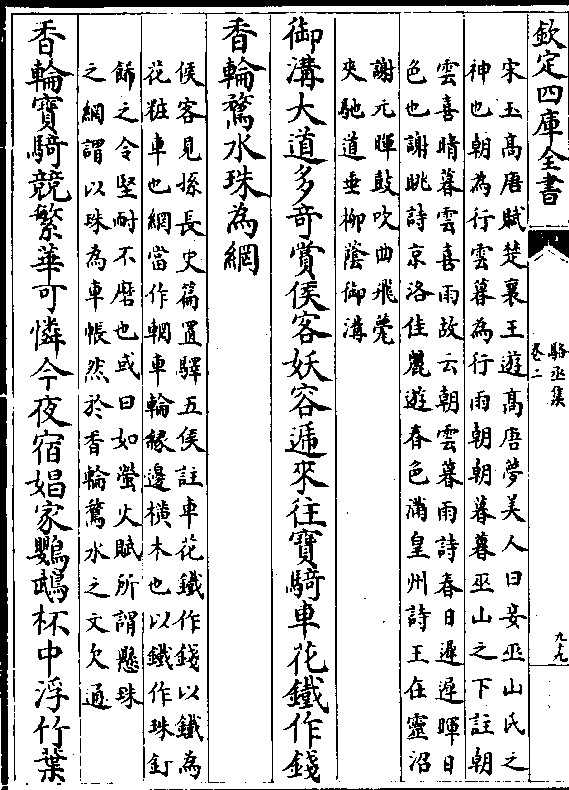 欽定四庫全書
駱丞集
卷二
九九
宋玉高唐賦楚襄王遊高唐夢美人曰妾巫山氏之
神也朝為行雲暮為行雨朝朝暮暮巫山之下註朝
雲喜晴暮雲喜雨故云朝雲暮雨詩春日遲遲暉日
色也謝眺詩京洛佳麗遊春色滿皇州詩王在靈沼
謝元暉鼓吹曲飛甍
夾馳道垂柳蔭御溝
御溝大道多奇賞俠客妖容遞來往寶騎車花鐵作錢
香輪鶩水珠為網
俠客見孫長史篇置驛五侯註車花鐵作錢以鐵為
花粧車也網當作輞車輪緣邊橫木也以鐵作珠釘
飾之令堅耐不磨也或曰如螢火賦所謂懸珠
之網謂以珠為車帳然於香輪鶩水之文欠通
香輪寶騎競繁華可憐今夜宿娼家鸚鵡杯中浮竹葉